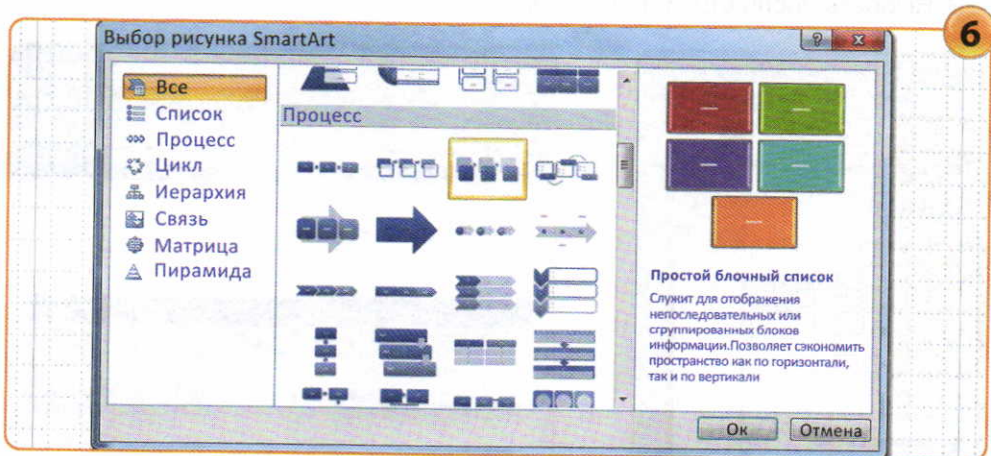 6
Выбор рисунка SmartArt
Все
Список
Процесс
Цикл
Иерархия
Связь
Матрица
Пирамида
Процесс
Простой блочный список
Служит для отображения
непоследовательных или
сгруппированных блоков
информации.Позволяет сэкономить
пространство как по горизонтали,
так и по вертикали
Ок
Отмена